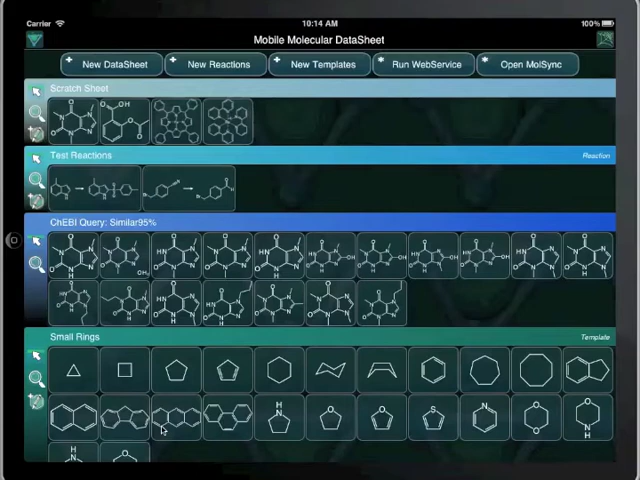 Carrier 10:14 AM 100%
Mobile Molecular DataSheet
New DataSheet New Reactions New Templates Run WebService Open MolSync
Scratch Sheet
Test Reactions Reaction
ChEBI Query: Similar95%
Small Rings Template